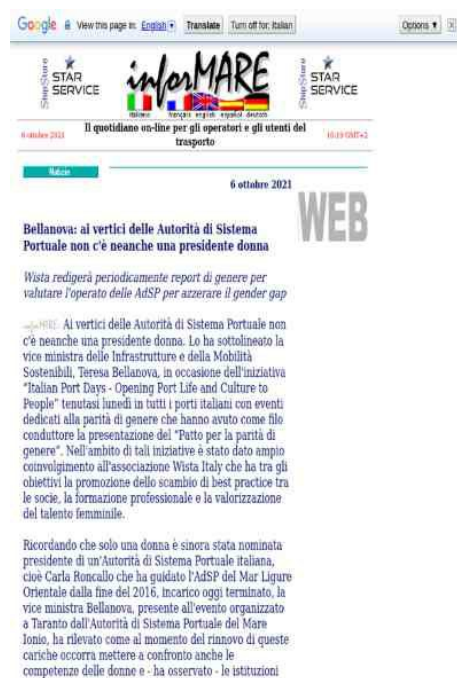 Google View this page in: English Translate Turn off for: Italian Options
ShipStore STAR SERVICE
inforMARE
italiano français english español deutsch
ShipStore STAR SERVICE
6 ottobre 2021
Il quotidiano on-line per gli operatori e gli utenti del
trasporto
GMT+2
Notizie
6 ottobre 2021
WEB
Bellanova: ai vertici delle Autorità di Sistema
Portuale non c'è neanche una presidente donna
Wista redigerà periodicamente report di genere per
valutare l'operato delle AdSP per azzerare il gender gap
inforMARE Ai vertici delle Autorità di Sistema Portuale non
c'è neanche una presidente donna. Lo ha sottolineato la
vice ministra delle Infrastrutture e della Mobilità
Sostenibili, Teresa Bellanova, in occasione dell'iniziativa
"Italian Port Days - Opening Port Life and Culture to
People" tenutasi lunedì in tutti i porti italiani con eventi
dedicati alla parità di genere che hanno avuto come filo
conduttore la presentazione del "Patto per la parità di
genere". Nell'ambito di tali iniziative è stato dato ampio
coinvolgimento all'associazione Wista Italy che ha tra gli
obiettivi la promozione dello scambio di best practice tra
le socie, la formazione professionale e la valorizzazione
del talento femminile.
Ricordando che solo una donna è sinora stata nominata
presidente di un'Autorità di Sistema Portuale italiana,
cioè Carla Roncallo che ha guidato l'AdSP del Mar Ligure
Orientale dalla fine del 2016, incarico oggi terminato, la
vice ministra Bellanova, presente all'evento organizzato
a Taranto dall'Autorità di Sistema Portuale del Mare
Ionio, ha rilevato come al momento del rinnovo di queste
cariche occorra mettere a confronto anche le
competenze delle donne e - ha osservato - le istituzioni